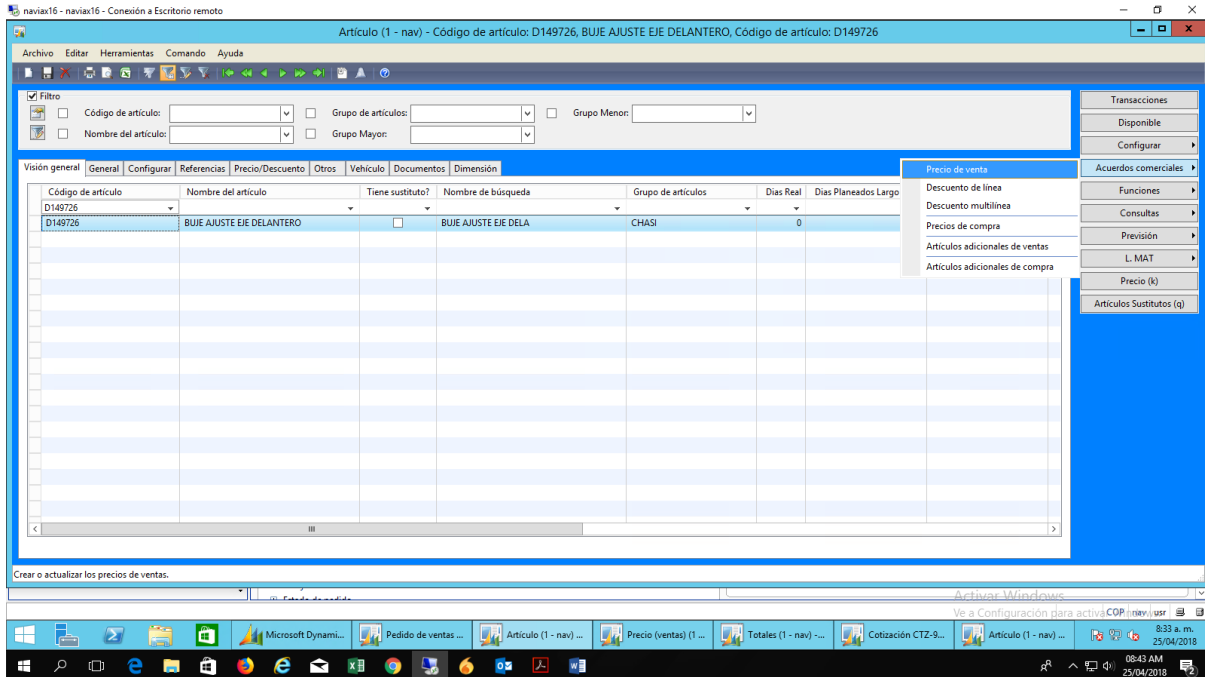 naviax16 - naviax16 - Conexión a Escritorio remoto
Artículo (1 - nav) - Código de artículo: D149726, BUJE AJUSTE EJE DELANTERO, Código de artículo: D149726
Archivo Editar Herramientas Comando Ayuda
Filtro
Código de artículo: Grupo de artículos: Grupo Menor:
Nombre del artículo: Grupo Mayor:
Transacciones
Disponible
Configurar
Acuerdos comerciales
Funciones
Consultas
Previsión
L. MAT
Precio (k)
Artículos Sustitutos (q)
Visión general General Configurar Referencias Precio/Descuento Otros Vehículo Documentos Dimensión
Precio de venta
Descuento de línea
Descuento multilínea
Precios de compra
Artículos adicionales de ventas
Artículos adicionales de compra
Código de artículo Nombre del artículo Tiene sustituto? Nombre de búsqueda Grupo de artículos Dias Real Dias Planeados Largo
D149726
D149726 BUJE AJUSTE EJE DELANTERO BUJE AJUSTE EJE DELA CHASI 0
Crear o actualizar los precios de ventas.
Activar Windows
Ve a Configuración para activar
COP nav usr
Microsoft Dynami... Pedido de ventas ... Artículo (1 - nav) ... Precio (ventas) (1 ... Totales (1 - nav) -... Cotización CTZ-9... Artículo (1 - nav) ...
8:33 a. m.
25/04/2018
08:43 AM
25/04/2018
2